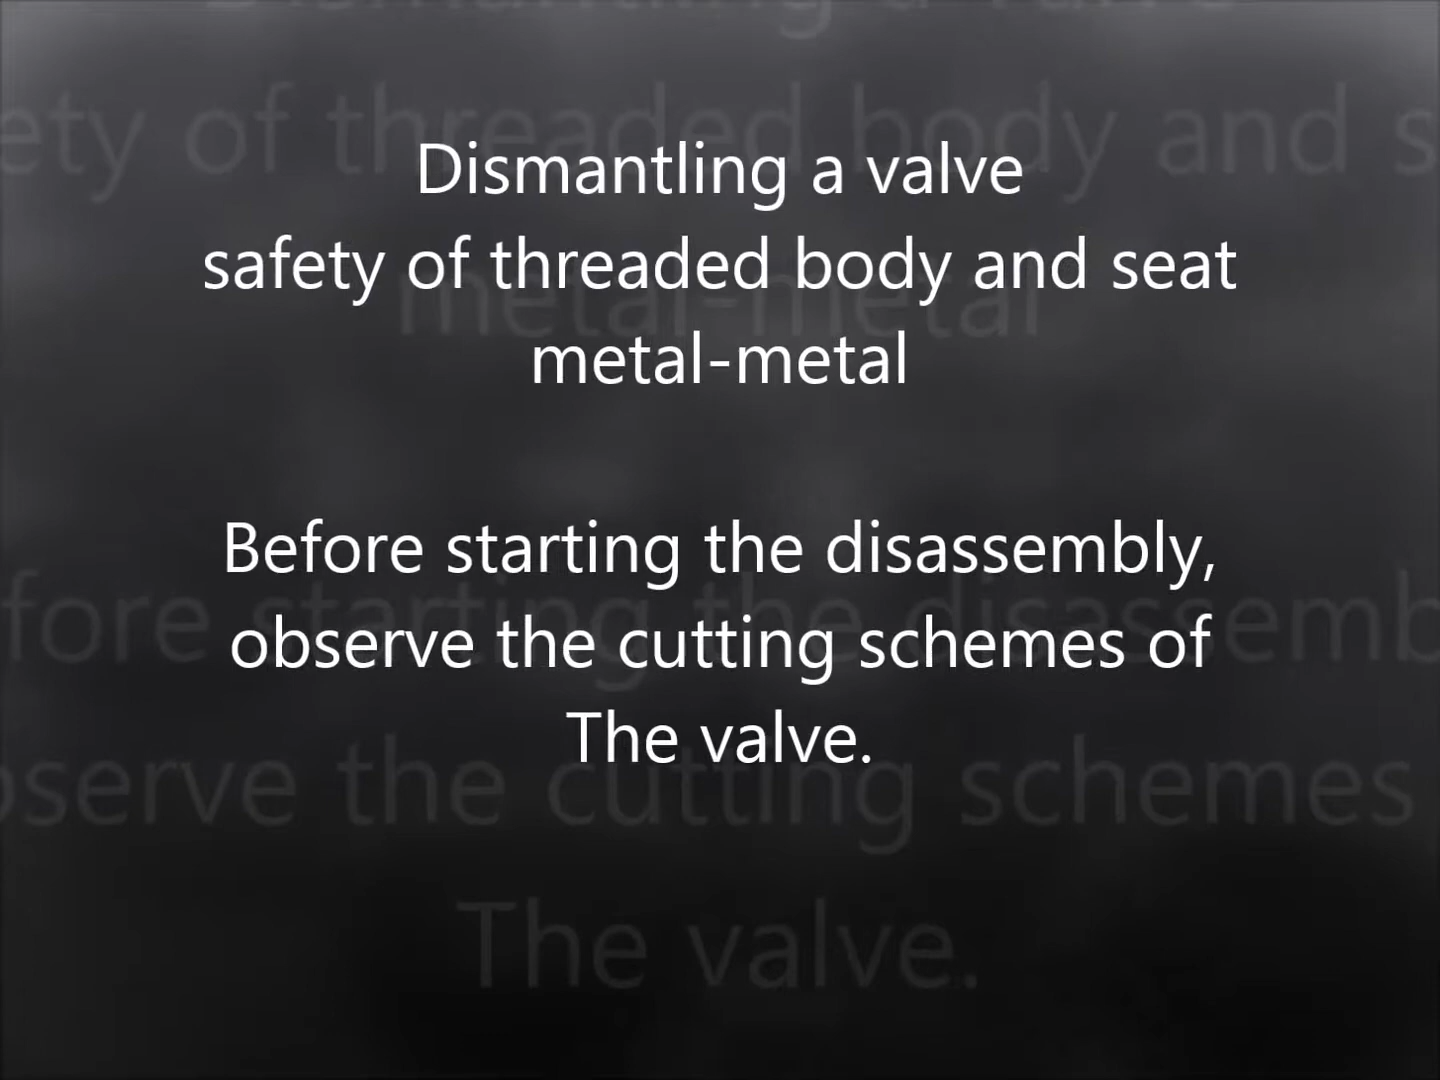 Dismantling a valve
safety of threaded body and seat
metal-metal
Before starting the disassembly,
observe the cutting schemes of
The valve.